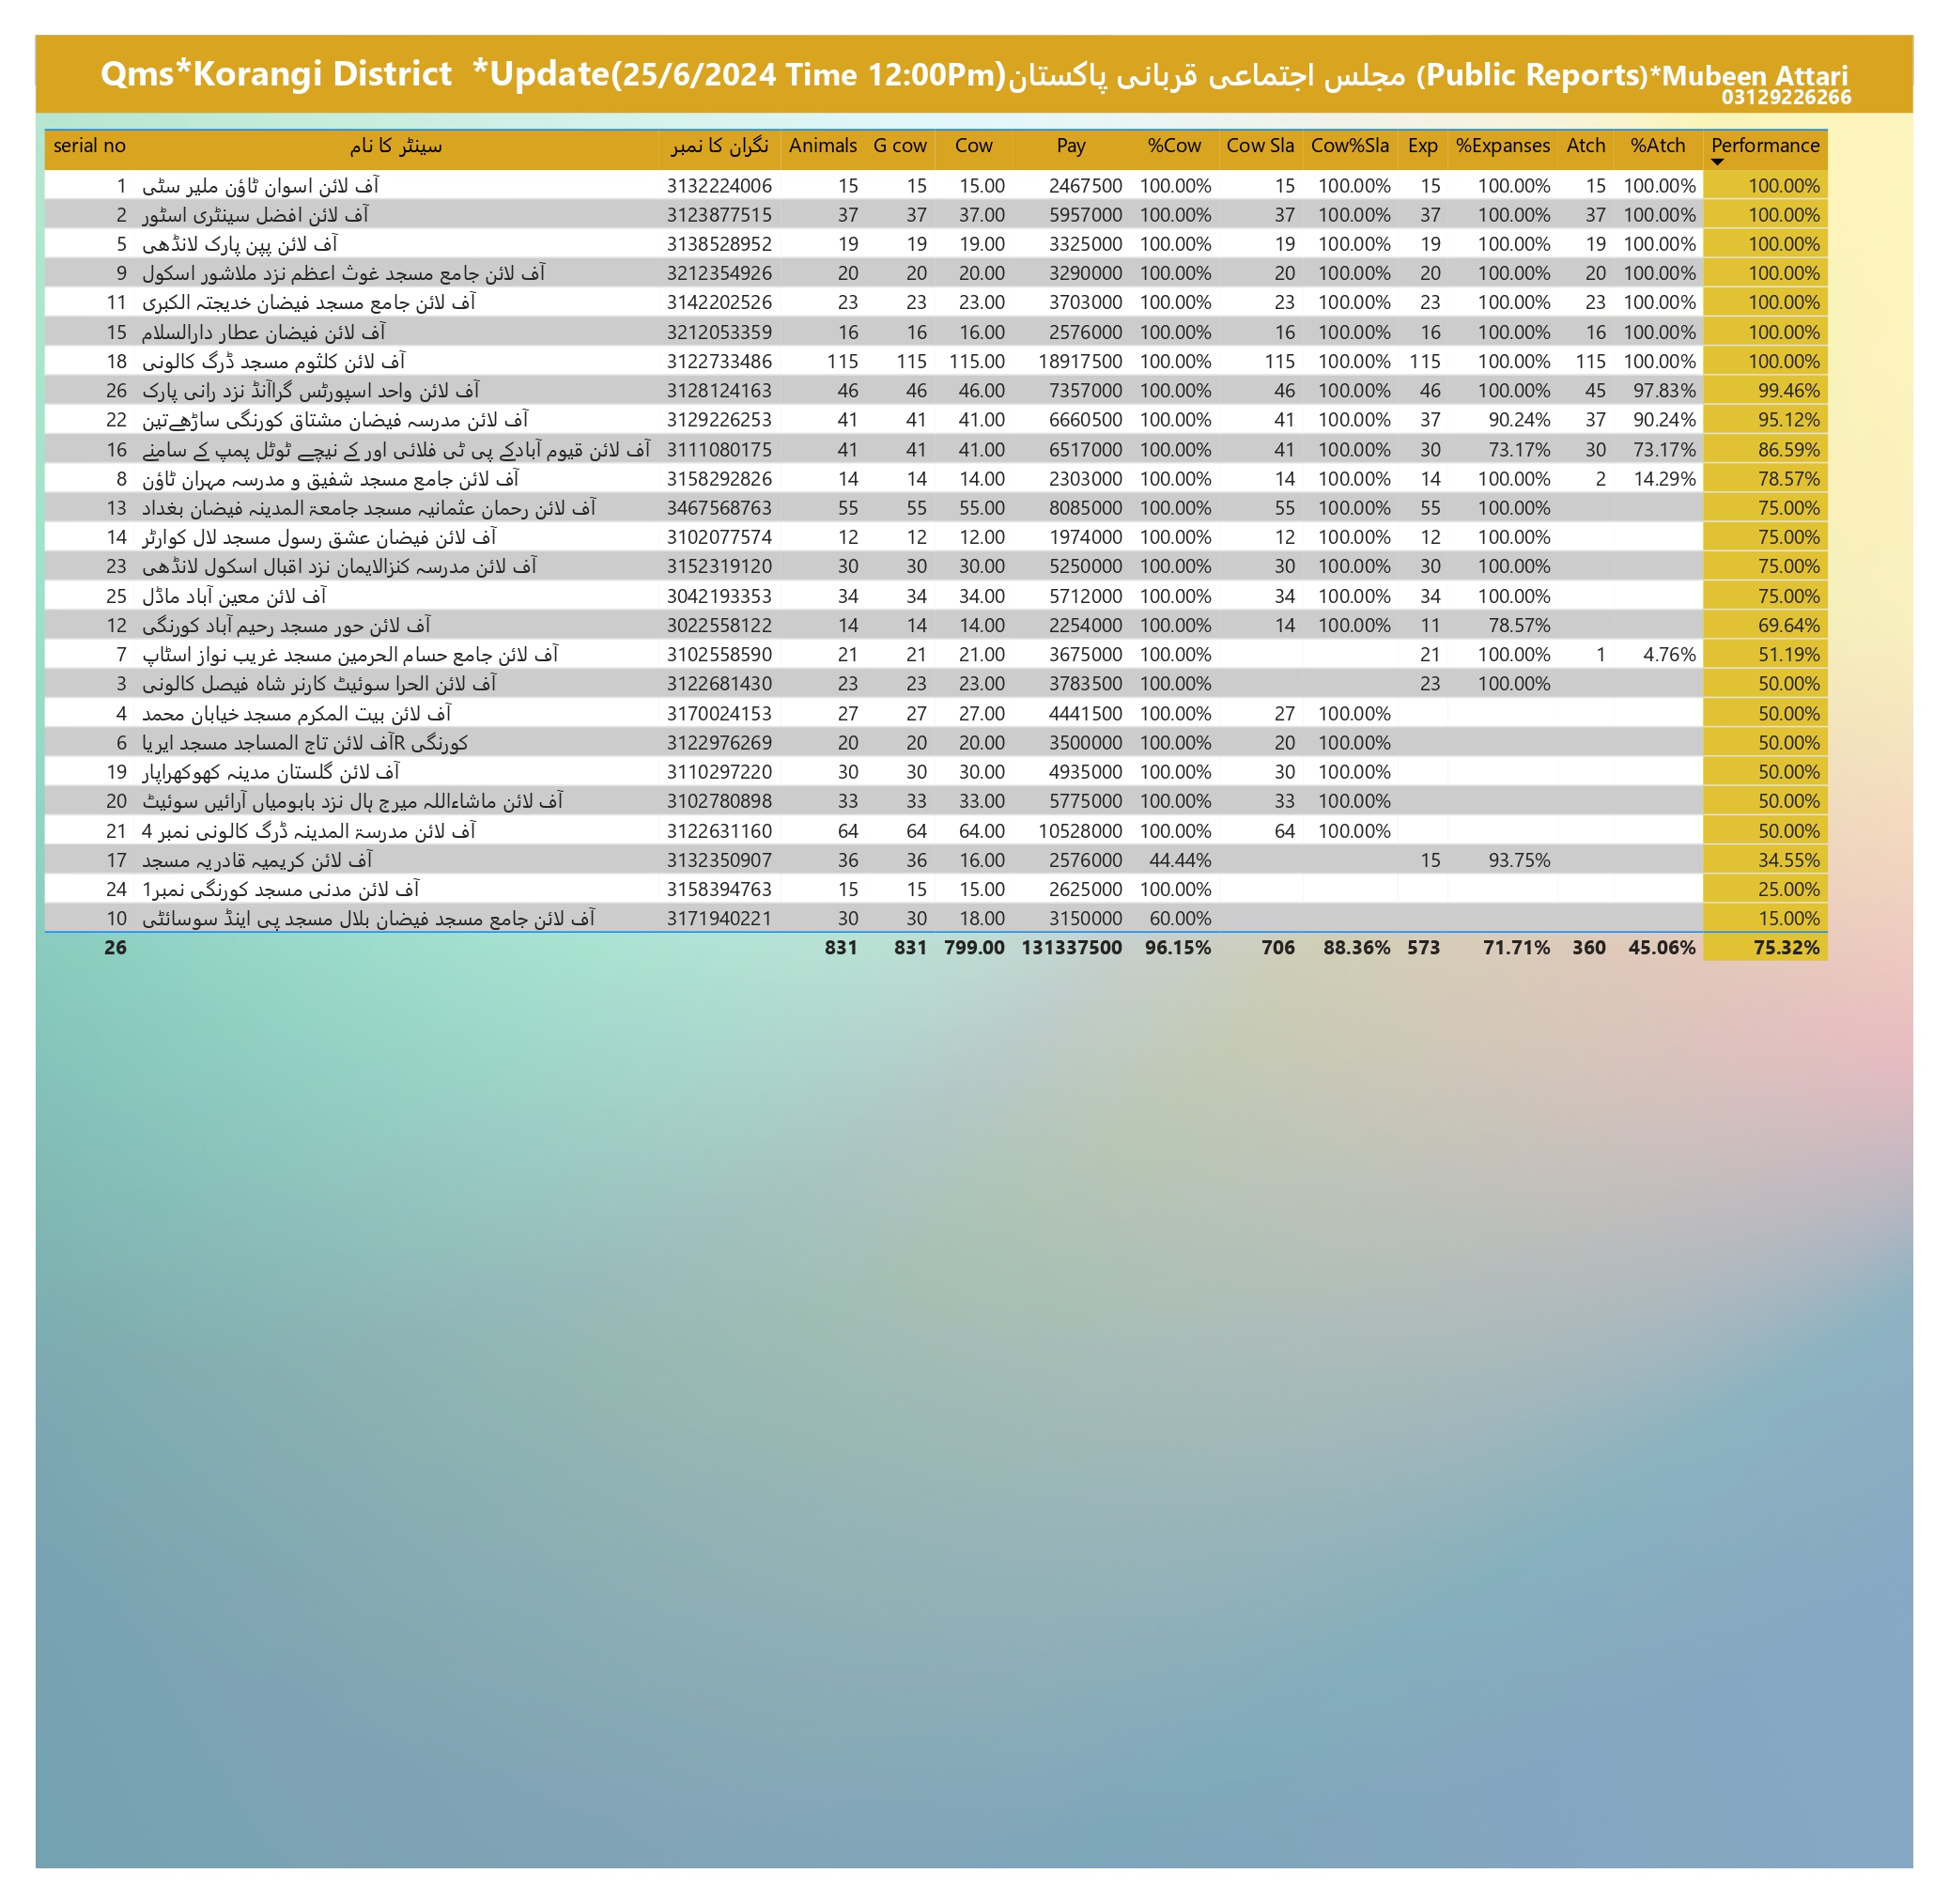 Qms*Korangi District *Update(25/6/2024 Time 12:00Pm)مجلس اجتماعی قربانی پاکستان (Public Reports)*Mubeen Attari
03129226266
serial no سینٹر کا نام نگران کا نمبر Animals G cow Cow Pay %Cow Cow Sla Cow%Sla Exp %Expanses Atch %Atch Performance
1 آف لائن اسوان ٹاؤن ملیر سٹی 3132224006 15 15 15.00 2467500 100.00% 15 100.00% 15 100.00% 15 100.00% 100.00%
2 آف لائن افضل سینٹری اسٹور 3123877515 37 37 37.00 5957000 100.00% 37 100.00% 37 100.00% 37 100.00% 100.00%
5 آف لائن پپن پارک لانڈھی 3138528952 19 19 19.00 3325000 100.00% 19 100.00% 19 100.00% 19 100.00% 100.00%
9 آف لائن جامع مسجد غوث اعظم نزد ملاشور اسکول 3212354926 20 20 20.00 3290000 100.00% 20 100.00% 20 100.00% 20 100.00% 100.00%
11 آف لائن جامع مسجد فیضان خدیجتہ الکبری 3142202526 23 23 23.00 3703000 100.00% 23 100.00% 23 100.00% 23 100.00% 100.00%
15 آف لائن فیضان عطار دارالسلام 3212053359 16 16 16.00 2576000 100.00% 16 100.00% 16 100.00% 16 100.00% 100.00%
18 آف لائن کلثوم مسجد ڈرگ کالونی 3122733486 115 115 115.00 18917500 100.00% 115 100.00% 115 100.00% 115 100.00% 100.00%
26 آف لائن واحد اسپورٹس گراآنڈ نزد رانی پارک 3128124163 46 46 46.00 7357000 100.00% 46 100.00% 46 100.00% 45 97.83% 99.46%
22 آف لائن مدرسہ فیضان مشتاق کورنگی ساڑھےتین 3129226253 41 41 41.00 6660500 100.00% 41 100.00% 37 90.24% 37 90.24% 95.12%
16 آف لائن قیوم آبادکے پی ٹی فلائی اور کے نیچے ٹوٹل پمپ کے سامنے 3111080175 41 41 41.00 6517000 100.00% 41 100.00% 30 73.17% 30 73.17% 86.59%
8 آف لائن جامع مسجد شفیق و مدرسہ مہران ٹاؤن 3158292826 14 14 14.00 2303000 100.00% 14 100.00% 14 100.00% 2 14.29% 78.57%
13 آف لائن رحمان عثمانیہ مسجد جامعۃ المدینہ فیضان بغداد 3467568763 55 55 55.00 8085000 100.00% 55 100.00% 55 100.00% 75.00%
14 آف لائن فیضان عشق رسول مسجد لال کوارٹر 3102077574 12 12 12.00 1974000 100.00% 12 100.00% 12 100.00% 75.00%
23 آف لائن مدرسہ کنزالایمان نزد اقبال اسکول لانڈھی 3152319120 30 30 30.00 5250000 100.00% 30 100.00% 30 100.00% 75.00%
25 آف لائن معین آباد ماڈل 3042193353 34 34 34.00 5712000 100.00% 34 100.00% 34 100.00% 75.00%
12 آف لائن حور مسجد رحیم آباد کورنگی 3022558122 14 14 14.00 2254000 100.00% 14 100.00% 11 78.57% 69.64%
7 آف لائن جامع حسام الحرمین مسجد غریب نواز اسٹاپ 3102558590 21 21 21.00 3675000 100.00% 21 100.00% 1 4.76% 51.19%
3 آف لائن الحرا سوئیٹ کارنر شاہ فیصل کالونی 3122681430 23 23 23.00 3783500 100.00% 23 100.00% 50.00%
4 آف لائن بیت المکرم مسجد خیابان محمد 3170024153 27 27 27.00 4441500 100.00% 27 100.00% 50.00%
6 آف لائن تاج المساجد مسجد ایریاR کورنگی 3122976269 20 20 20.00 3500000 100.00% 20 100.00% 50.00%
19 آف لائن گلستان مدینہ کھوکھراپار 3110297220 30 30 30.00 4935000 100.00% 30 100.00% 50.00%
20 آف لائن ماشاءاللہ میرج ہال نزد بابومیاں آرائیں سوئیٹ 3102780898 33 33 33.00 5775000 100.00% 33 100.00% 50.00%
21 آف لائن مدرسۃ المدینہ ڈرگ کالونی نمبر 4 3122631160 64 64 64.00 10528000 100.00% 64 100.00% 50.00%
17 آف لائن کریمیہ قادریہ مسجد 3132350907 36 36 16.00 2576000 44.44% 15 93.75% 34.55%
24 آف لائن مدنی مسجد کورنگی نمبر1 3158394763 15 15 15.00 2625000 100.00% 25.00%
10 آف لائن جامع مسجد فیضان بلال مسجد پی اینڈ سوسائٹی 3171940221 30 30 18.00 3150000 60.00% 15.00%
26 831 831 799.00 131337500 96.15% 706 88.36% 573 71.71% 360 45.06% 75.32%